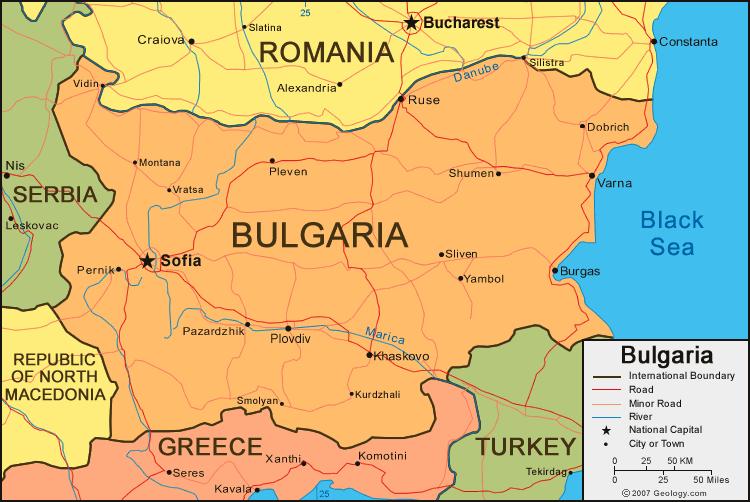 25
Slatina
Craiova
Bucharest
ROMANIA
Constanta
Danube
Silistra
Vidin
Alexandria
Ruse
Dobrich
Nis
Montana
Pleven
Shumen
Varna
SERBIA
Vratsa
Leskovac
BULGARIA
Black
Sea
Sofia
Sliven
Pernik
Yambol
Burgas
Pazardzhik
Plovdiv
Marica
Khaskovo
REPUBLIC
OF NORTH
MACEDONIA
Smolyan
Kurdzhali
GREECE
TURKEY
Xanthi
Komotini
Seres
Kavala
25
Tekirdag
Bulgaria
International Boundary
Road
Minor Road
River
National Capital
City or Town
0 25 50 KM
0 25 50 Miles
© 2007 Geology.com